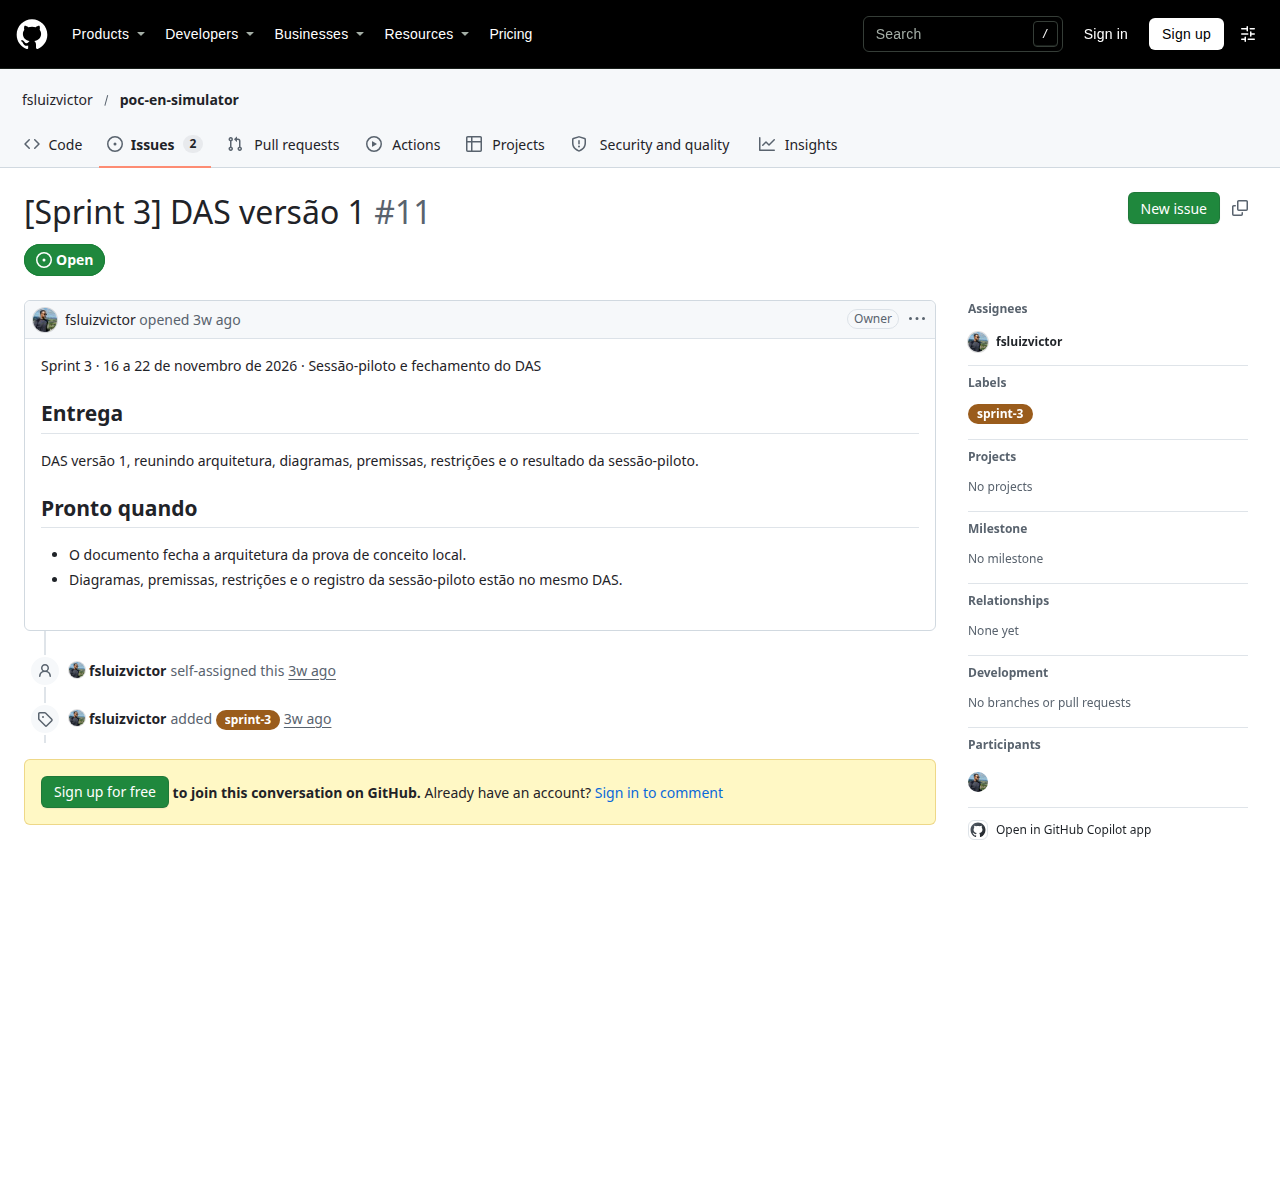 Products Developers Businesses Resources Pricing Search / Sign in Sign up
fsluizvictor / poc-en-simulator
Code Issues 2 Pull requests Actions Projects Security and quality Insights
[Sprint 3] DAS versão 1 #11
New issue
Open
fsluizvictor opened 3w ago Owner
Sprint 3 · 16 a 22 de novembro de 2026 · Sessão-piloto e fechamento do DAS
Entrega
DAS versão 1, reunindo arquitetura, diagramas, premissas, restrições e o resultado da sessão-piloto.
Pronto quando
O documento fecha a arquitetura da prova de conceito local.
Diagramas, premissas, restrições e o registro da sessão-piloto estão no mesmo DAS.
fsluizvictor self-assigned this 3w ago
fsluizvictor added sprint-3 3w ago
Sign up for free to join this conversation on GitHub. Already have an account? Sign in to comment
Assignees
fsluizvictor
Labels
sprint-3
Projects
No projects
Milestone
No milestone
Relationships
None yet
Development
No branches or pull requests
Participants
Open in GitHub Copilot app